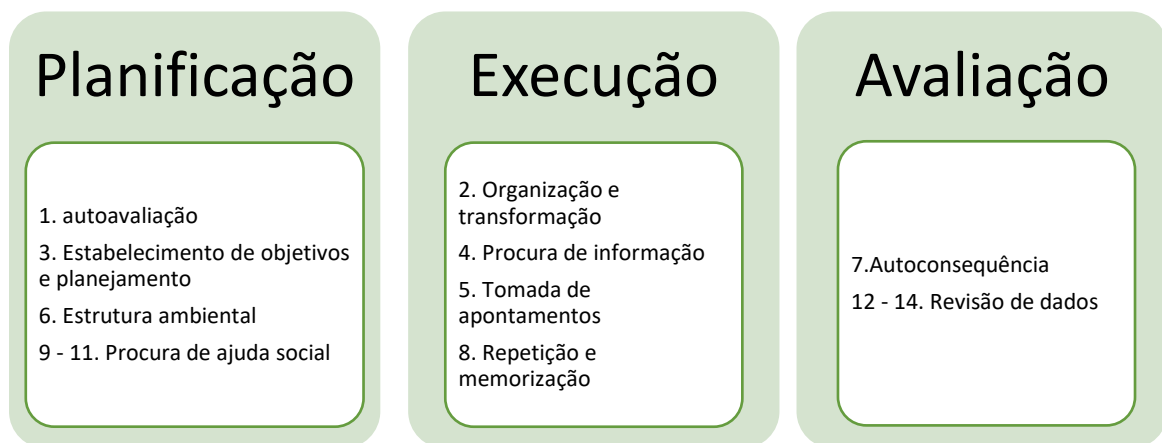 Planificação
1. autoavaliação
3. Estabelecimento de objetivos
e planejamento
6. Estrutura ambiental
9 - 11. Procura de ajuda social
Execução
2. Organização e
transformação
4. Procura de informação
5. Tomada de
apontamentos
8. Repetição e
memorização
Avaliação
7.Autoconsequência
12 - 14. Revisão de dados